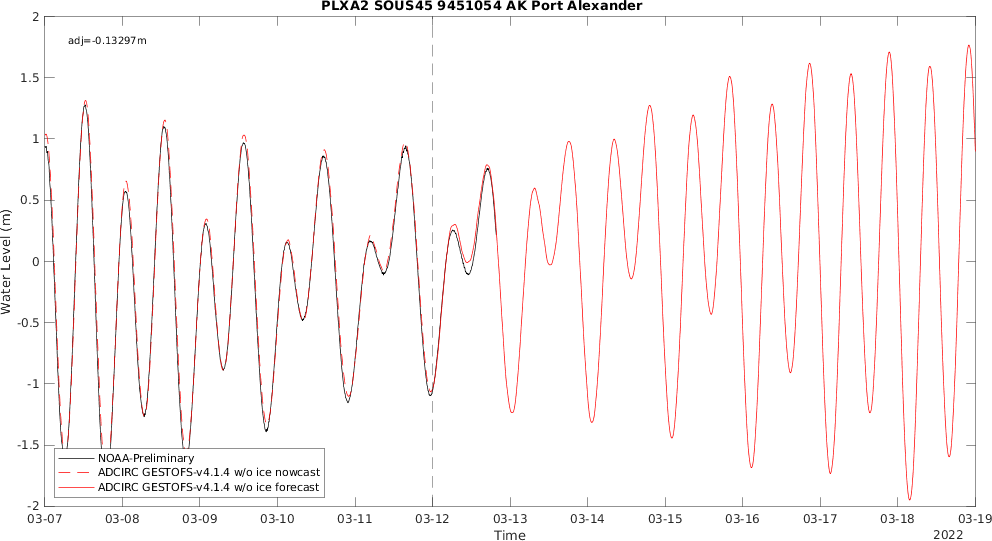 PLXA2 SOUS45 9451054 AK Port Alexander
adj=-0.13297m
2
1.5
1
0.5
0
-0.5
-1
-1.5
-2
Water Level (m)
NOAA-Preliminary
ADCIRC GESTOFS-v4.1.4 w/o ice nowcast
ADCIRC GESTOFS-v4.1.4 w/o ice forecast
03-07 03-08 03-09 03-10 03-11 03-12 03-13 03-14 03-15 03-16 03-17 03-18 03-19
Time
2022